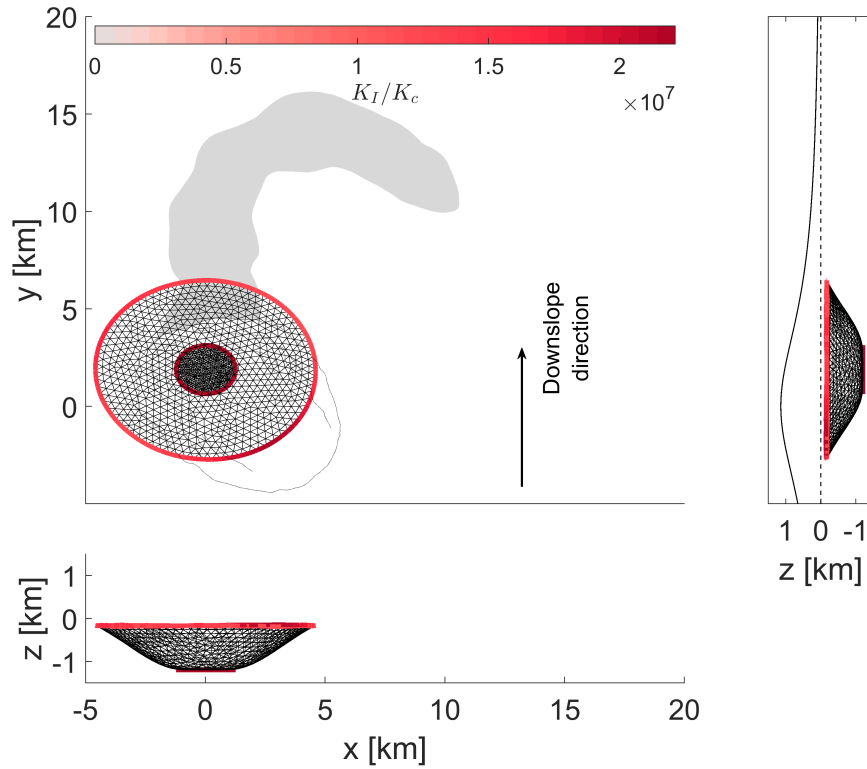 20
15
10
5
0
y [km]
0 0.5 1 1.5 2
K_I/K_c
×10^7
Downslope
direction
1 0 -1
z [km]
1
0
-1
z [km]
-5 0 5 10 15 20
x [km]